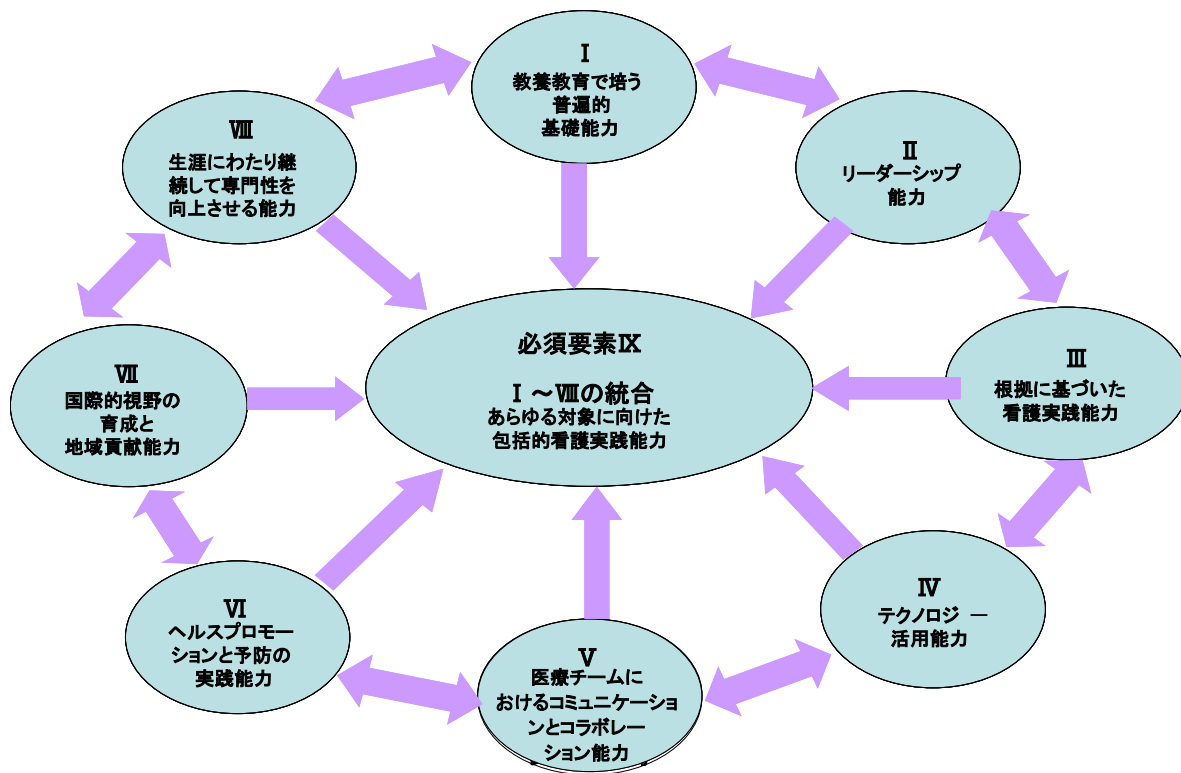 Ⅰ
教養教育で培う
普遍的
基礎能力
Ⅱ
リーダーシップ
能力
Ⅲ
根拠に基づいた
看護実践能力
Ⅳ
テクノロジ ー
活用能力
Ⅴ
医療チームに
おけるコミュニケーショ
ンとコラボレー
ション能力
Ⅵ
ヘルスプロモー
ションと予防の
実践能力
Ⅶ
国際的視野の
育成と
地域貢献能力
Ⅷ
生涯にわたり継
続して専門性を
向上させる能力
必須要素Ⅸ
Ⅰ ~Ⅷの統合
あらゆる対象に向けた
包括的看護実践能力